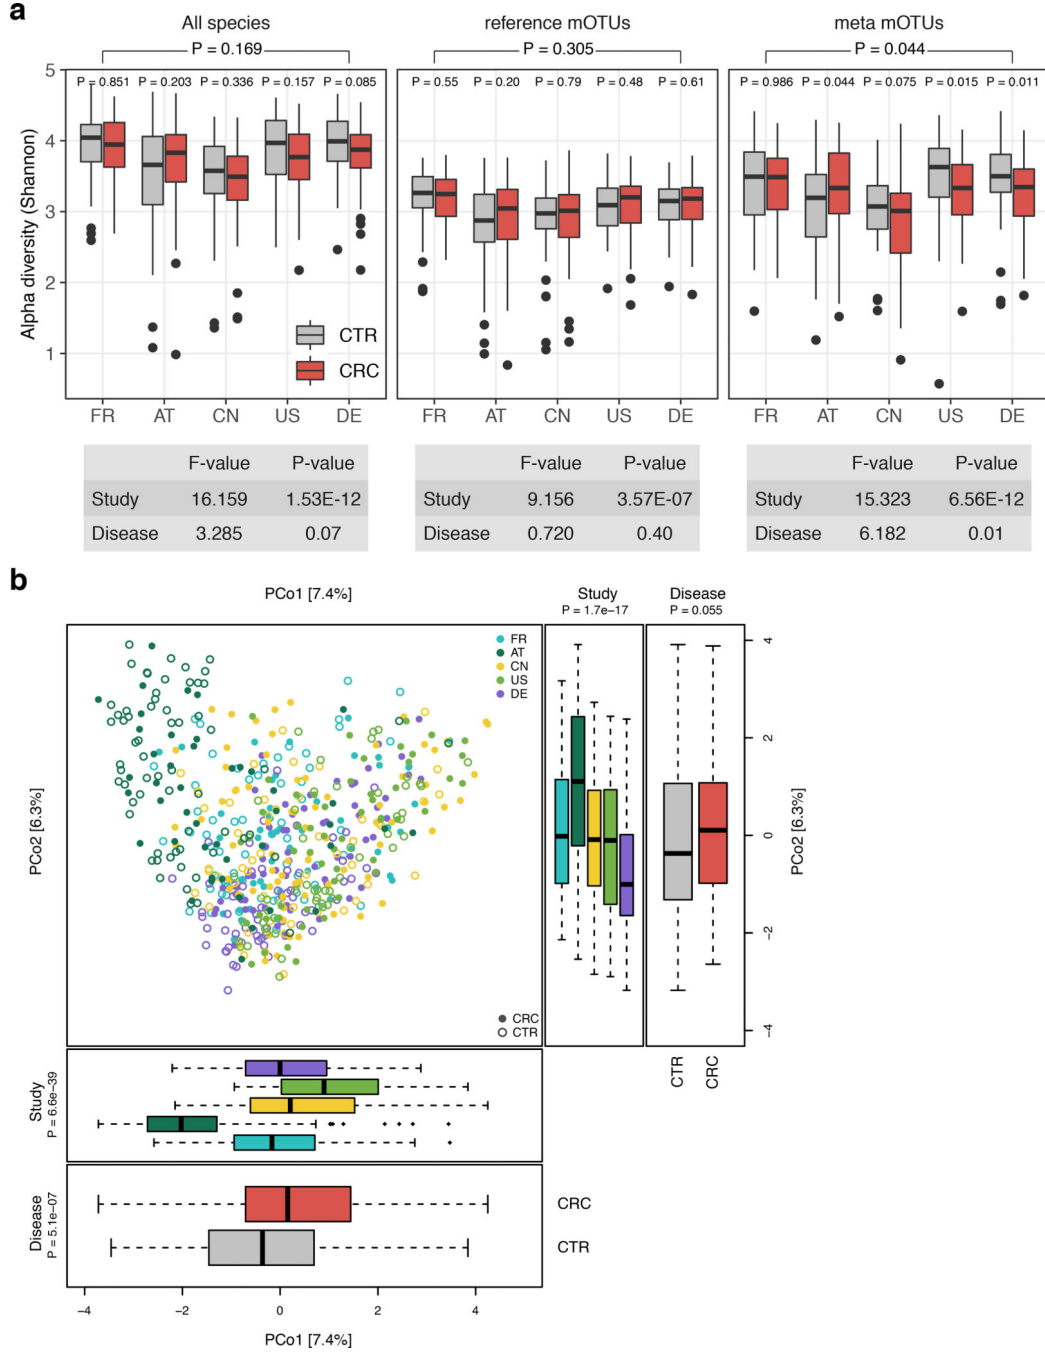 a
All species
reference mOTUs
meta mOTUs
P = 0.169
P = 0.305
P = 0.044
P = 0.851 P = 0.203 P = 0.336 P = 0.157 P = 0.085
P = 0.55 P = 0.20 P = 0.79 P = 0.48 P = 0.61
P = 0.986 P = 0.044 P = 0.075 P = 0.015 P = 0.011
Alpha diversity (Shannon)
5
4
3
2
1
CTR
CRC
FR AT CN US DE
FR AT CN US DE
FR AT CN US DE
F-value P-value
Study 16.159 1.53E-12
Disease 3.285 0.07
F-value P-value
Study 9.156 3.57E-07
Disease 0.720 0.40
F-value P-value
Study 15.323 6.56E-12
Disease 6.182 0.01
b
PCo1 [7.4%]
Study
P = 1.7e-17
Disease
P = 0.055
FR
AT
CN
US
DE
PCo2 [6.3%]
CRC
CTR
4
2
0
−2
−4
PCo2 [6.3%]
CTR
CRC
Study
P = 6.6e-39
Disease
P = 5.1e-07
CRC
CTR
−4 −2 0 2 4
PCo1 [7.4%]